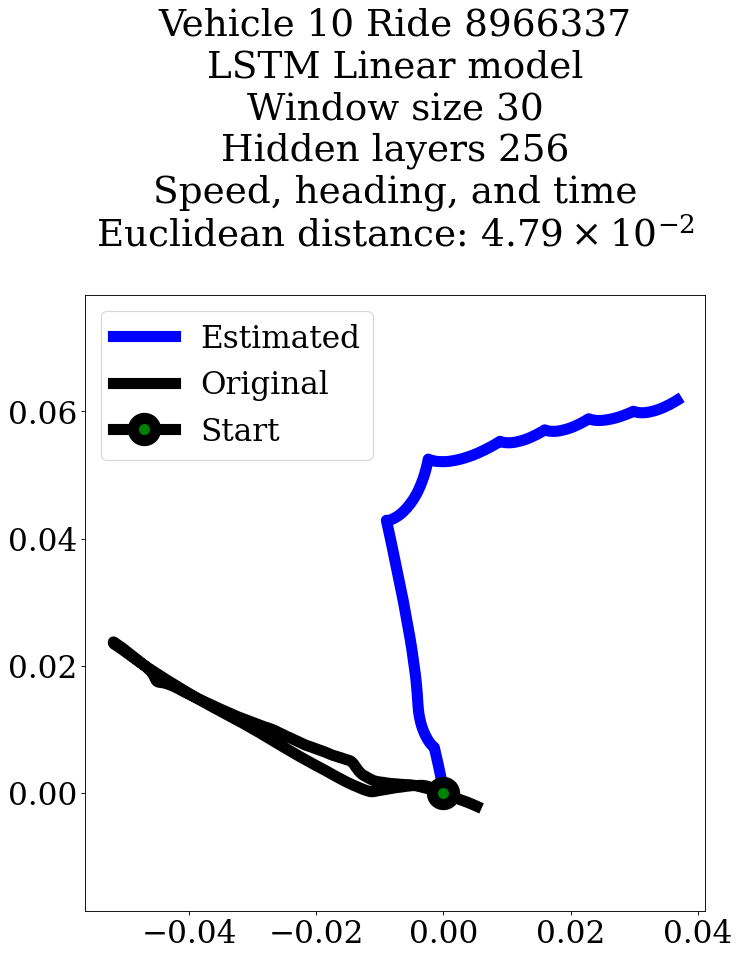 Vehicle 10 Ride 8966337
LSTM Linear model
Window size 30
Hidden layers 256
Speed, heading, and time
Euclidean distance: 4.79 × 10⁻²
Estimated
Original
Start
0.06
0.04
0.02
0.00
−0.04
−0.02
0.00
0.02
0.04